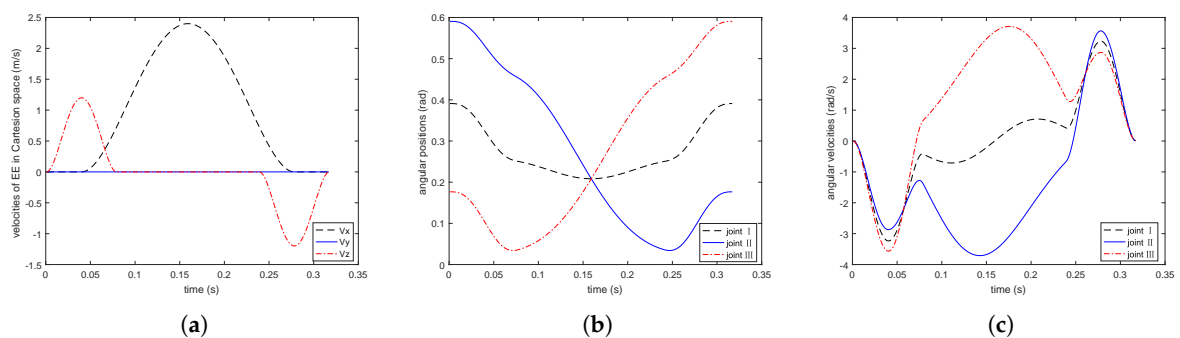 velocities of EE in Cartesion space (m/s)
2.5
2
1.5
1
0.5
0
-0.5
-1
-1.5
0 0.05 0.1 0.15 0.2 0.25 0.3 0.35
time (s)
Vx
Vy
Vz
(a)
angular positions (rad)
0.6
0.5
0.4
0.3
0.2
0.1
0
0 0.05 0.1 0.15 0.2 0.25 0.3 0.35
time (s)
joint Ⅰ
joint II
joint Ⅲ
(b)
angular velocities (rad/s)
4
3
2
1
0
-1
-2
-3
-4
0 0.05 0.1 0.15 0.2 0.25 0.3 0.35
time (s)
joint Ⅰ
joint II
joint Ⅲ
(c)